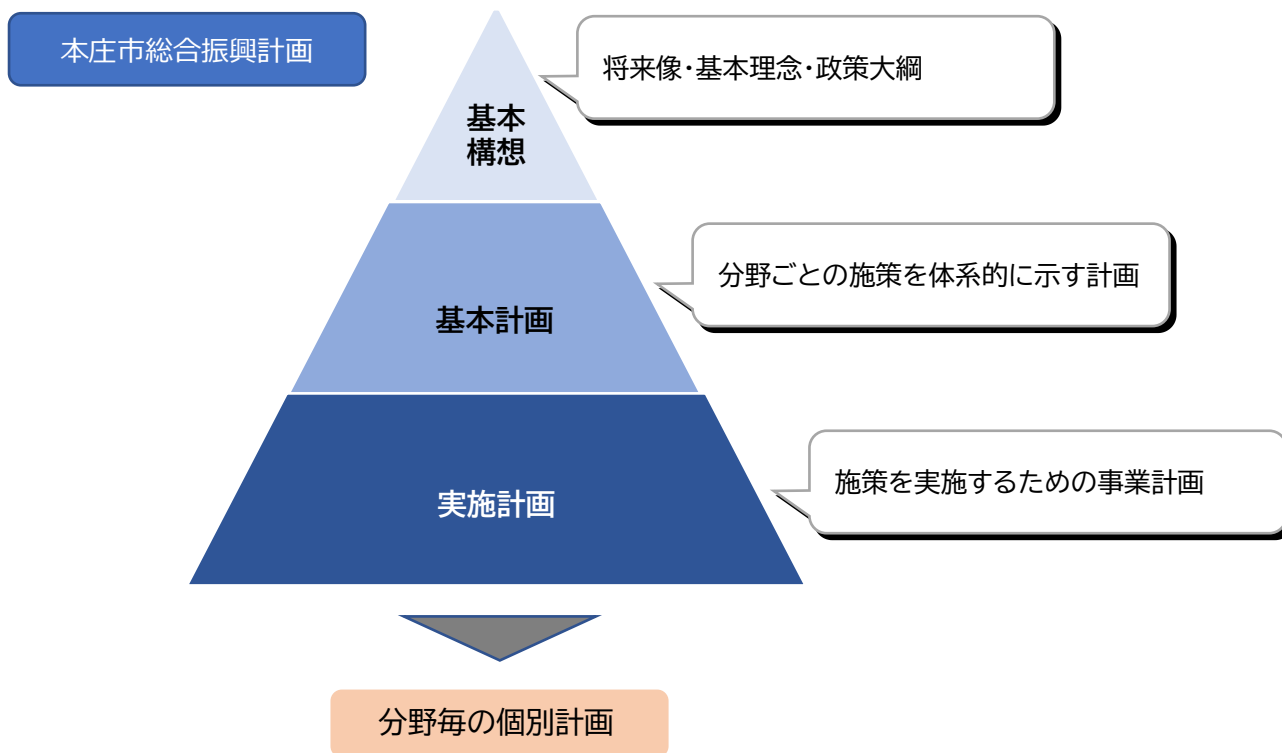 本庄市総合振興計画
将来像・基本理念・政策大綱
基本
構想
分野ごとの施策を体系的に示す計画
基本計画
施策を実施するための事業計画
実施計画
分野毎の個別計画